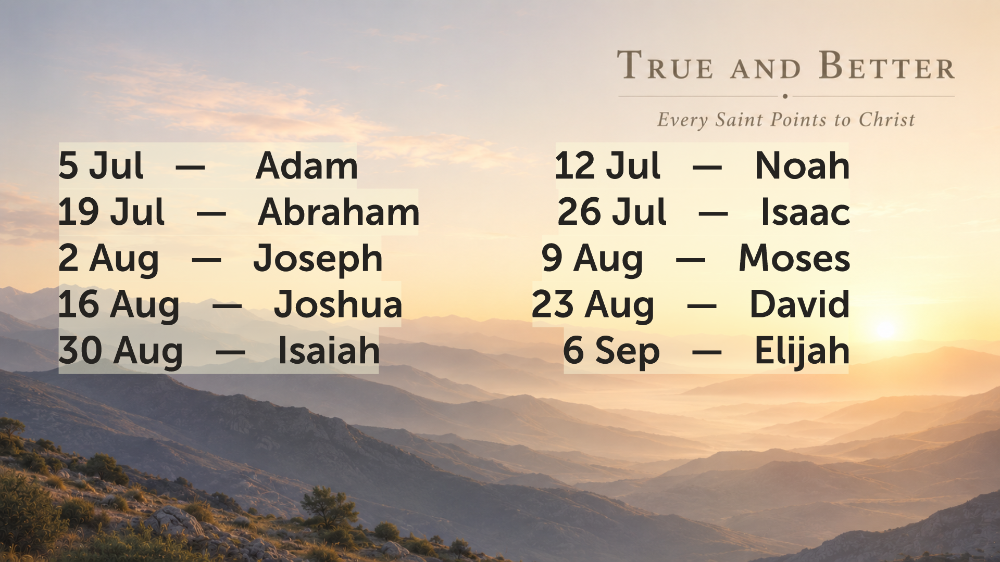 TRUE AND BETTER
Every Saint Points to Christ
5 Jul — Adam
12 Jul — Noah
19 Jul — Abraham
26 Jul — Isaac
2 Aug — Joseph
9 Aug — Moses
16 Aug — Joshua
23 Aug — David
30 Aug — Isaiah
6 Sep — Elijah